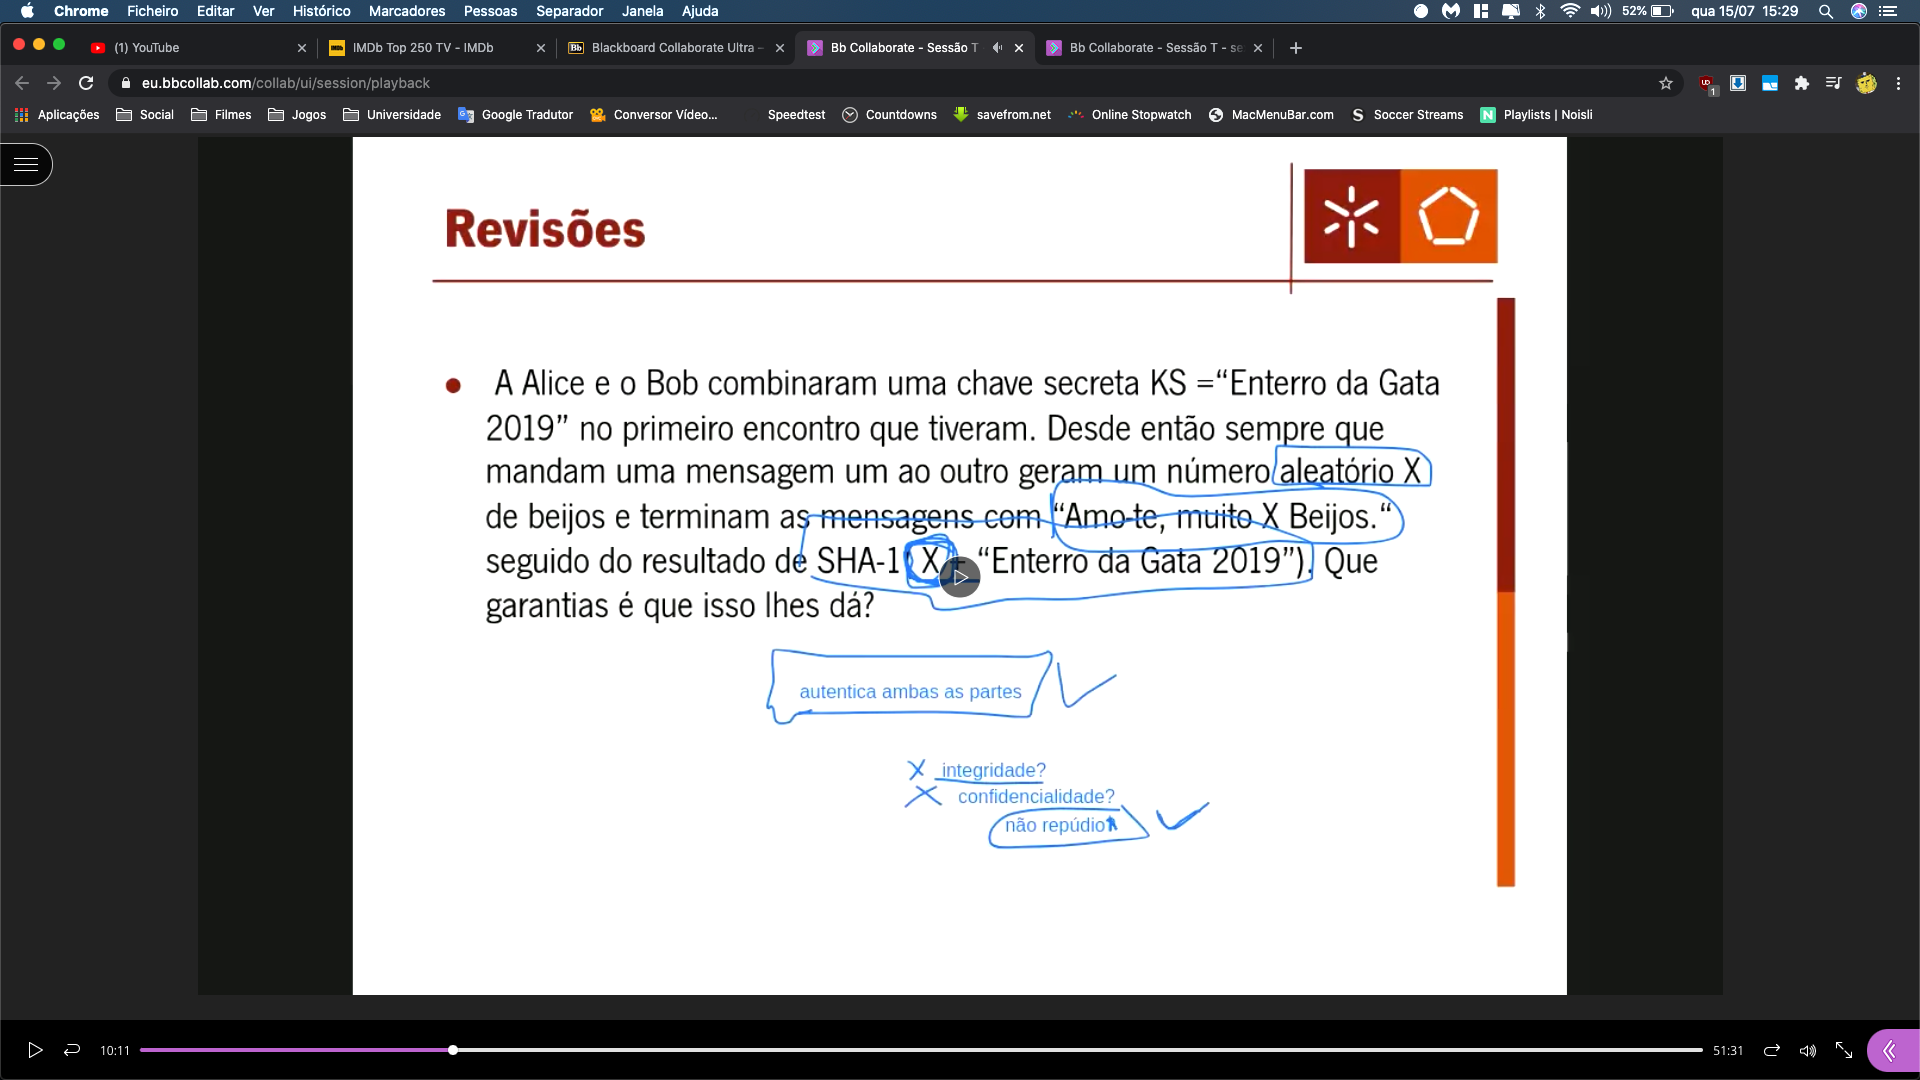 Chrome Ficheiro Editar Ver Histórico Marcadores Pessoas Separador Janela Ajuda 52% qua 15/07 15:29
(1) YouTube IMDb Top 250 TV - IMDb Blackboard Collaborate Ultra - Bb Collaborate - Sessão T Bb Collaborate - Sessão T - se
eu.bbcollab.com/collab/ui/session/playback 1
Aplicações Social Filmes Jogos Universidade Google Tradutor Conversor Vídeo... Speedtest Countdowns savefrom.net Online Stopwatch MacMenuBar.com Soccer Streams Playlists | Noisli
Revisões
A Alice e o Bob combinaram uma chave secreta KS =“Enterro da Gata
2019” no primeiro encontro que tiveram. Desde então sempre que
mandam uma mensagem um ao outro geram um número aleatório X
de beijos e terminam as mensagens com “Amo-te, muito X Beijos.“
seguido do resultado de SHA-1( X + “Enterro da Gata 2019”). Que
garantias é que isso lhes dá?
autentica ambas as partes
X integridade?
X confidencialidade?
não repúdio
10:11 51:31